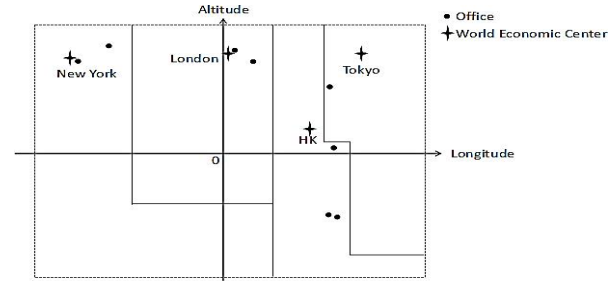 Altitude
Office
World Economic Center
London
New York
Tokyo
HK
0
Longitude